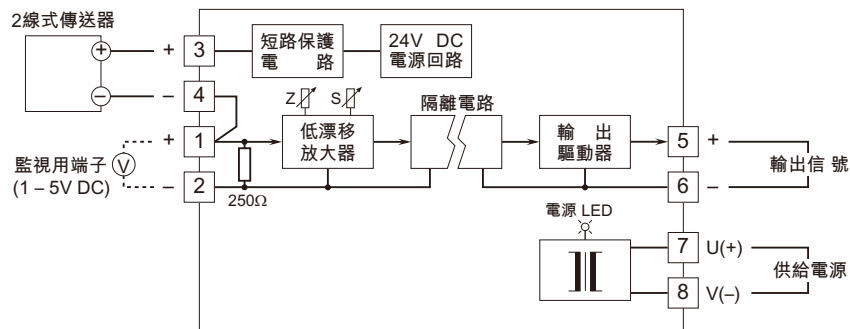 2線式傳送器
+
–
+ 3
– 4
短路保護
電 路
24V DC
電源回路
Z
S
隔離電路
+ 1
– 2
監視用端子
(1 – 5V DC)
V
250Ω
低漂移
放大器
輸 出
驅動器
5 +
6 –
輸出信 號
電源 LED
7 U(+)
8 V(–)
供給電源